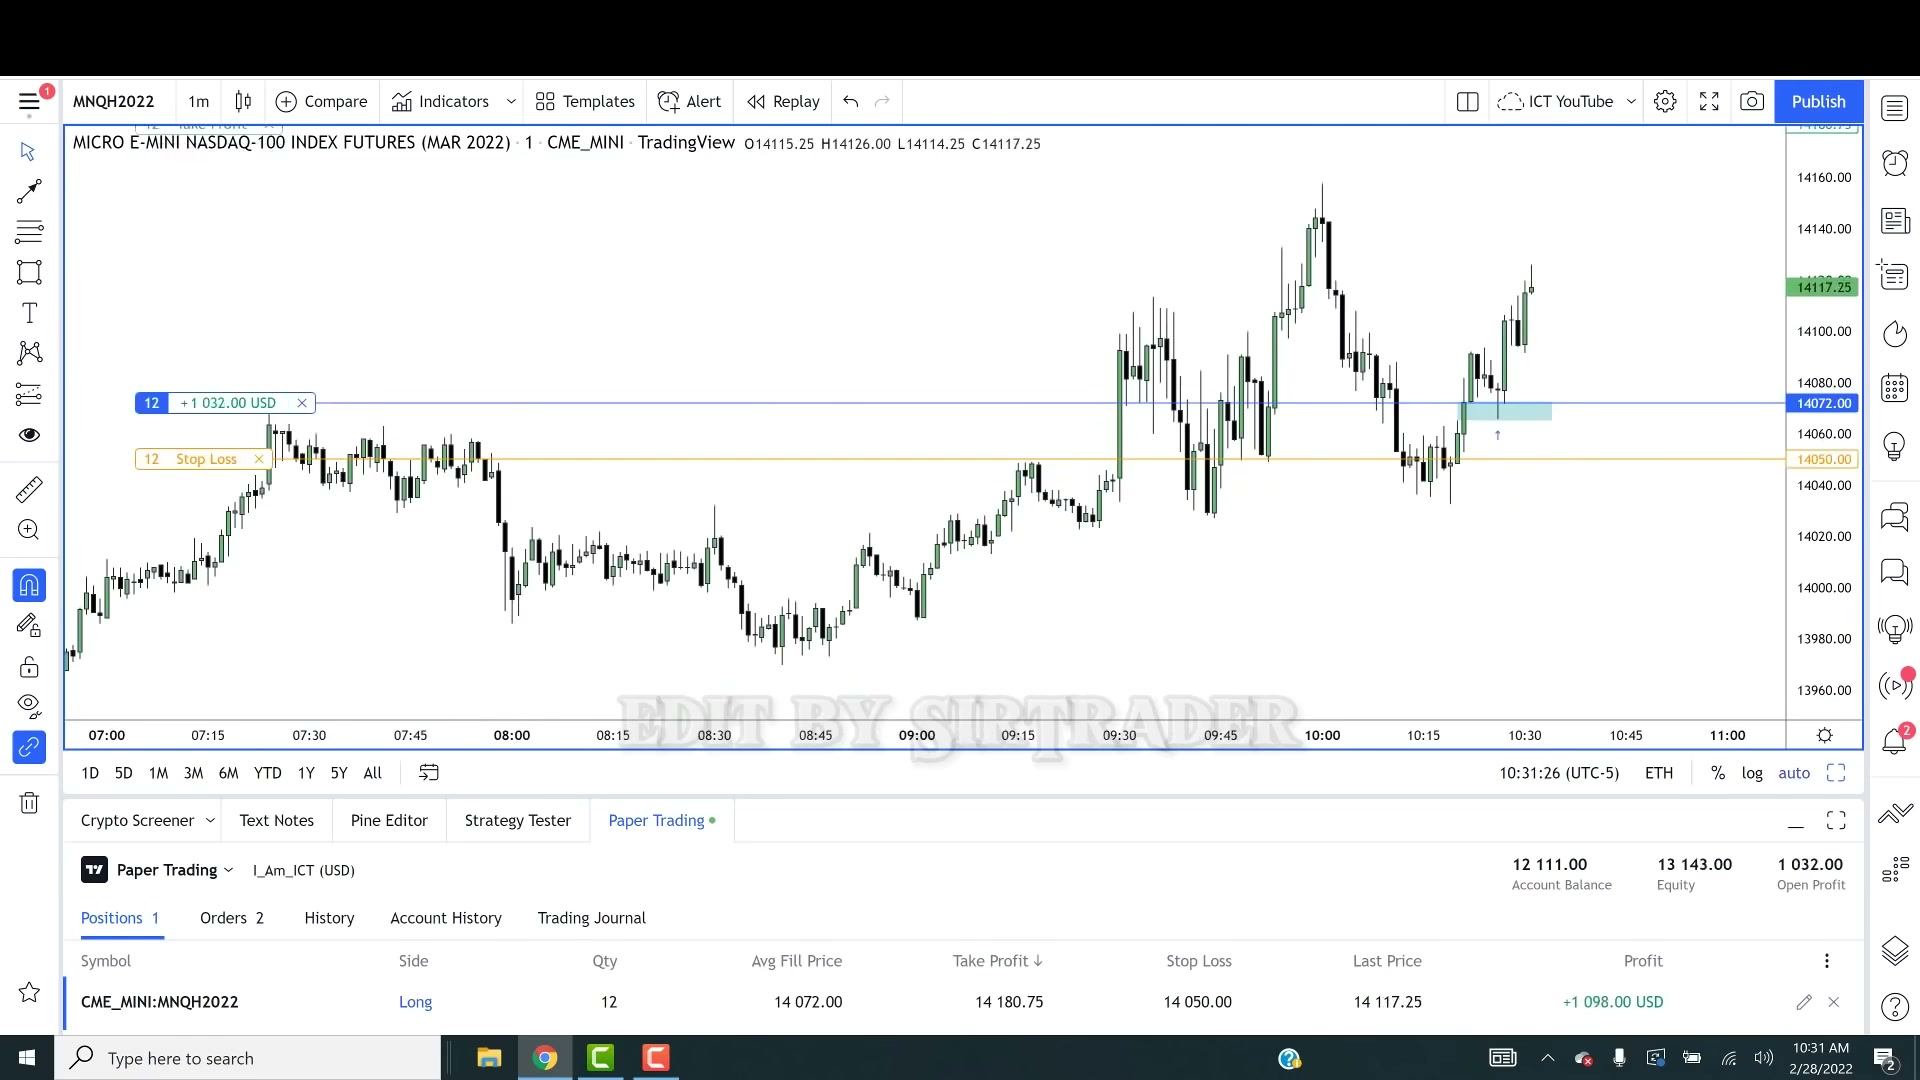 1
MNQH2022
1m
Compare
Indicators
Templates
Alert
Replay
ICT YouTube
Publish
12 Take Profit
MICRO E-MINI NASDAQ-100 INDEX FUTURES (MAR 2022) · 1 · CME_MINI · TradingView O14115.25 H14126.00 L14114.25 C14117.25
14180.75
14160.00
14140.00
14120.00
14117.25
14100.00
14080.00
12 +1 032.00 USD
14072.00
14060.00
12 Stop Loss
14050.00
14040.00
14020.00
14000.00
13980.00
13960.00
EDIT BY SIRTRADER
07:00 07:15 07:30 07:45 08:00 08:15 08:30 08:45 09:00 09:15 09:30 09:45 10:00 10:15 10:30 10:45 11:00
2
1D 5D 1M 3M 6M YTD 1Y 5Y All
10:31:26 (UTC-5) ETH % log auto
Crypto Screener Text Notes Pine Editor Strategy Tester Paper Trading
Paper Trading I_Am_ICT (USD)
12 111.00 13 143.00 1 032.00
Account Balance Equity Open Profit
Positions 1 Orders 2 History Account History Trading Journal
Symbol Side Qty Avg Fill Price Take Profit ↓ Stop Loss Last Price Profit
CME_MINI:MNQH2022 Long 12 14 072.00 14 180.75 14 050.00 14 117.25 +1 098.00 USD
Type here to search
10:31 AM
2/28/2022
2